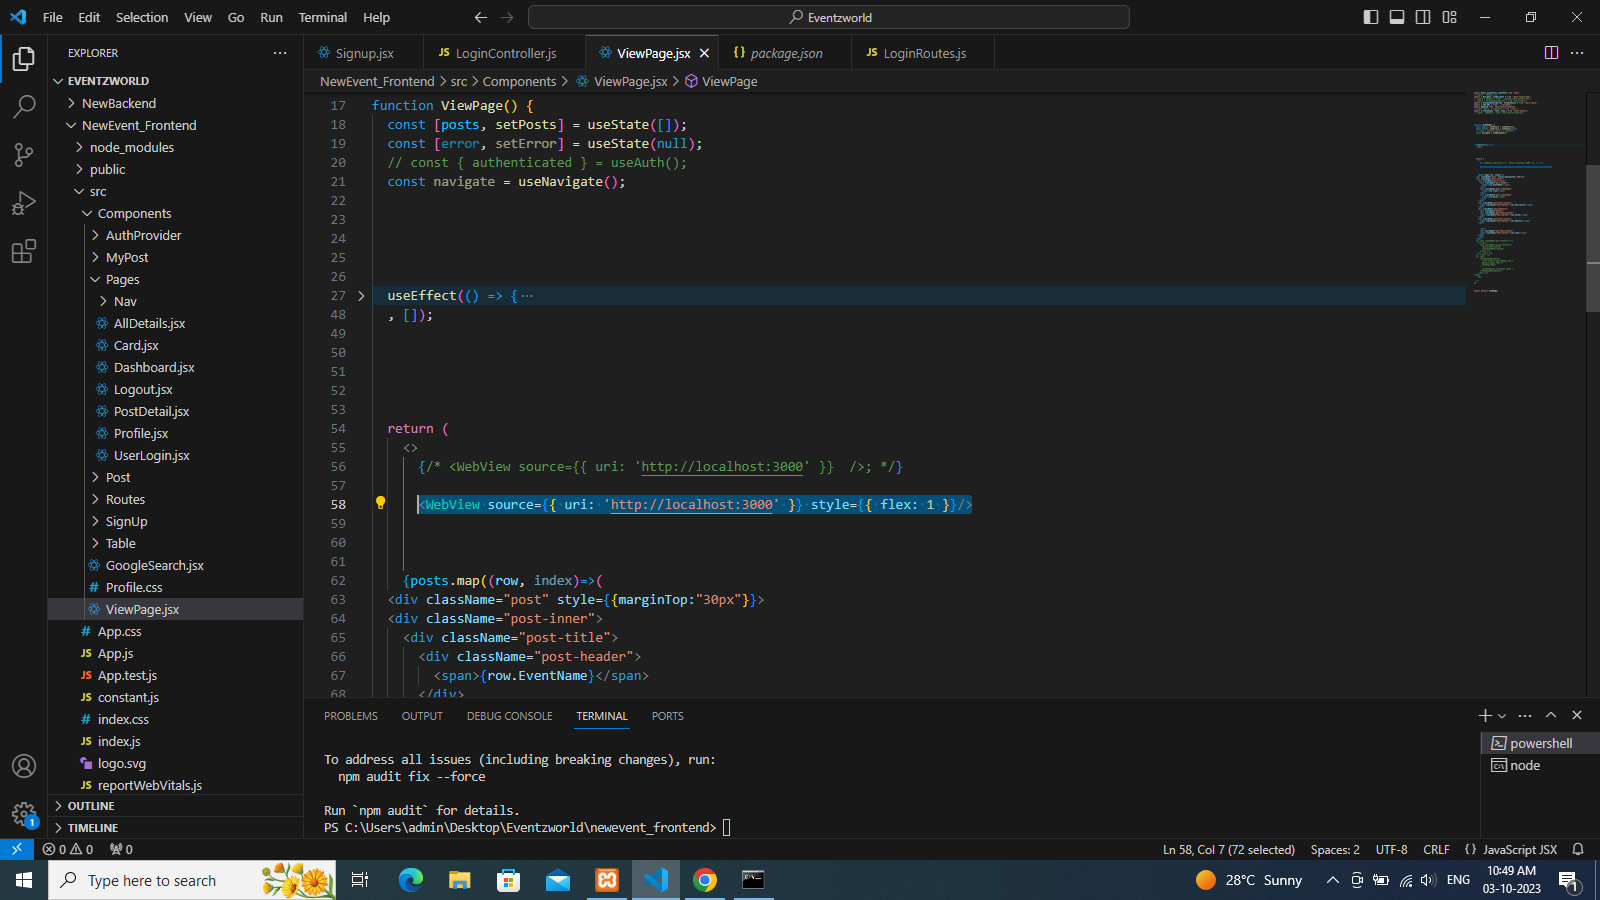 File Edit Selection View Go Run Terminal Help
Eventzworld
EXPLORER
EVENTZWORLD
NewBackend
NewEvent_Frontend
node_modules
public
src
Components
AuthProvider
MyPost
Pages
Nav
AllDetails.jsx
Card.jsx
Dashboard.jsx
Logout.jsx
PostDetail.jsx
Profile.jsx
UserLogin.jsx
Post
Routes
SignUp
Table
GoogleSearch.jsx
# Profile.css
ViewPage.jsx
# App.css
JS App.js
JS App.test.js
JS constant.js
# index.css
JS index.js
logo.svg
JS reportWebVitals.js
OUTLINE
TIMELINE
Signup.jsx
JS LoginController.js
ViewPage.jsx
{} package.json
JS LoginRoutes.js
NewEvent_Frontend > src > Components > ViewPage.jsx > ViewPage
17 function ViewPage() {
18 const [posts, setPosts] = useState([]);
19 const [error, setError] = useState(null);
20 // const { authenticated } = useAuth();
21 const navigate = useNavigate();
22
23
24
25
26
27 useEffect(() => { ···
48 , []);
49
50
51
52
53
54 return (
55 <>
56 {/* <WebView source={{ uri: 'http://localhost:3000' }} />; */}
57
58 <WebView source={{ uri: 'http://localhost:3000' }} style={{ flex: 1 }}/>
59
60
61
62 {posts.map((row, index)=>(
63 <div className="post" style={{marginTop:"30px"}}>
64 <div className="post-inner">
65 <div className="post-title">
66 <div className="post-header">
67 <span>{row.EventName}</span>
68 </div>
PROBLEMS OUTPUT DEBUG CONSOLE TERMINAL PORTS
To address all issues (including breaking changes), run:
npm audit fix --force
Run `npm audit` for details.
PS C:\Users\admin\Desktop\Eventzworld\newevent_frontend>
powershell
node
1
0 0 0
Ln 58, Col 7 (72 selected) Spaces: 2 UTF-8 CRLF {} JavaScript JSX
Type here to search
28°C Sunny
ENG
10:49 AM
03-10-2023
1